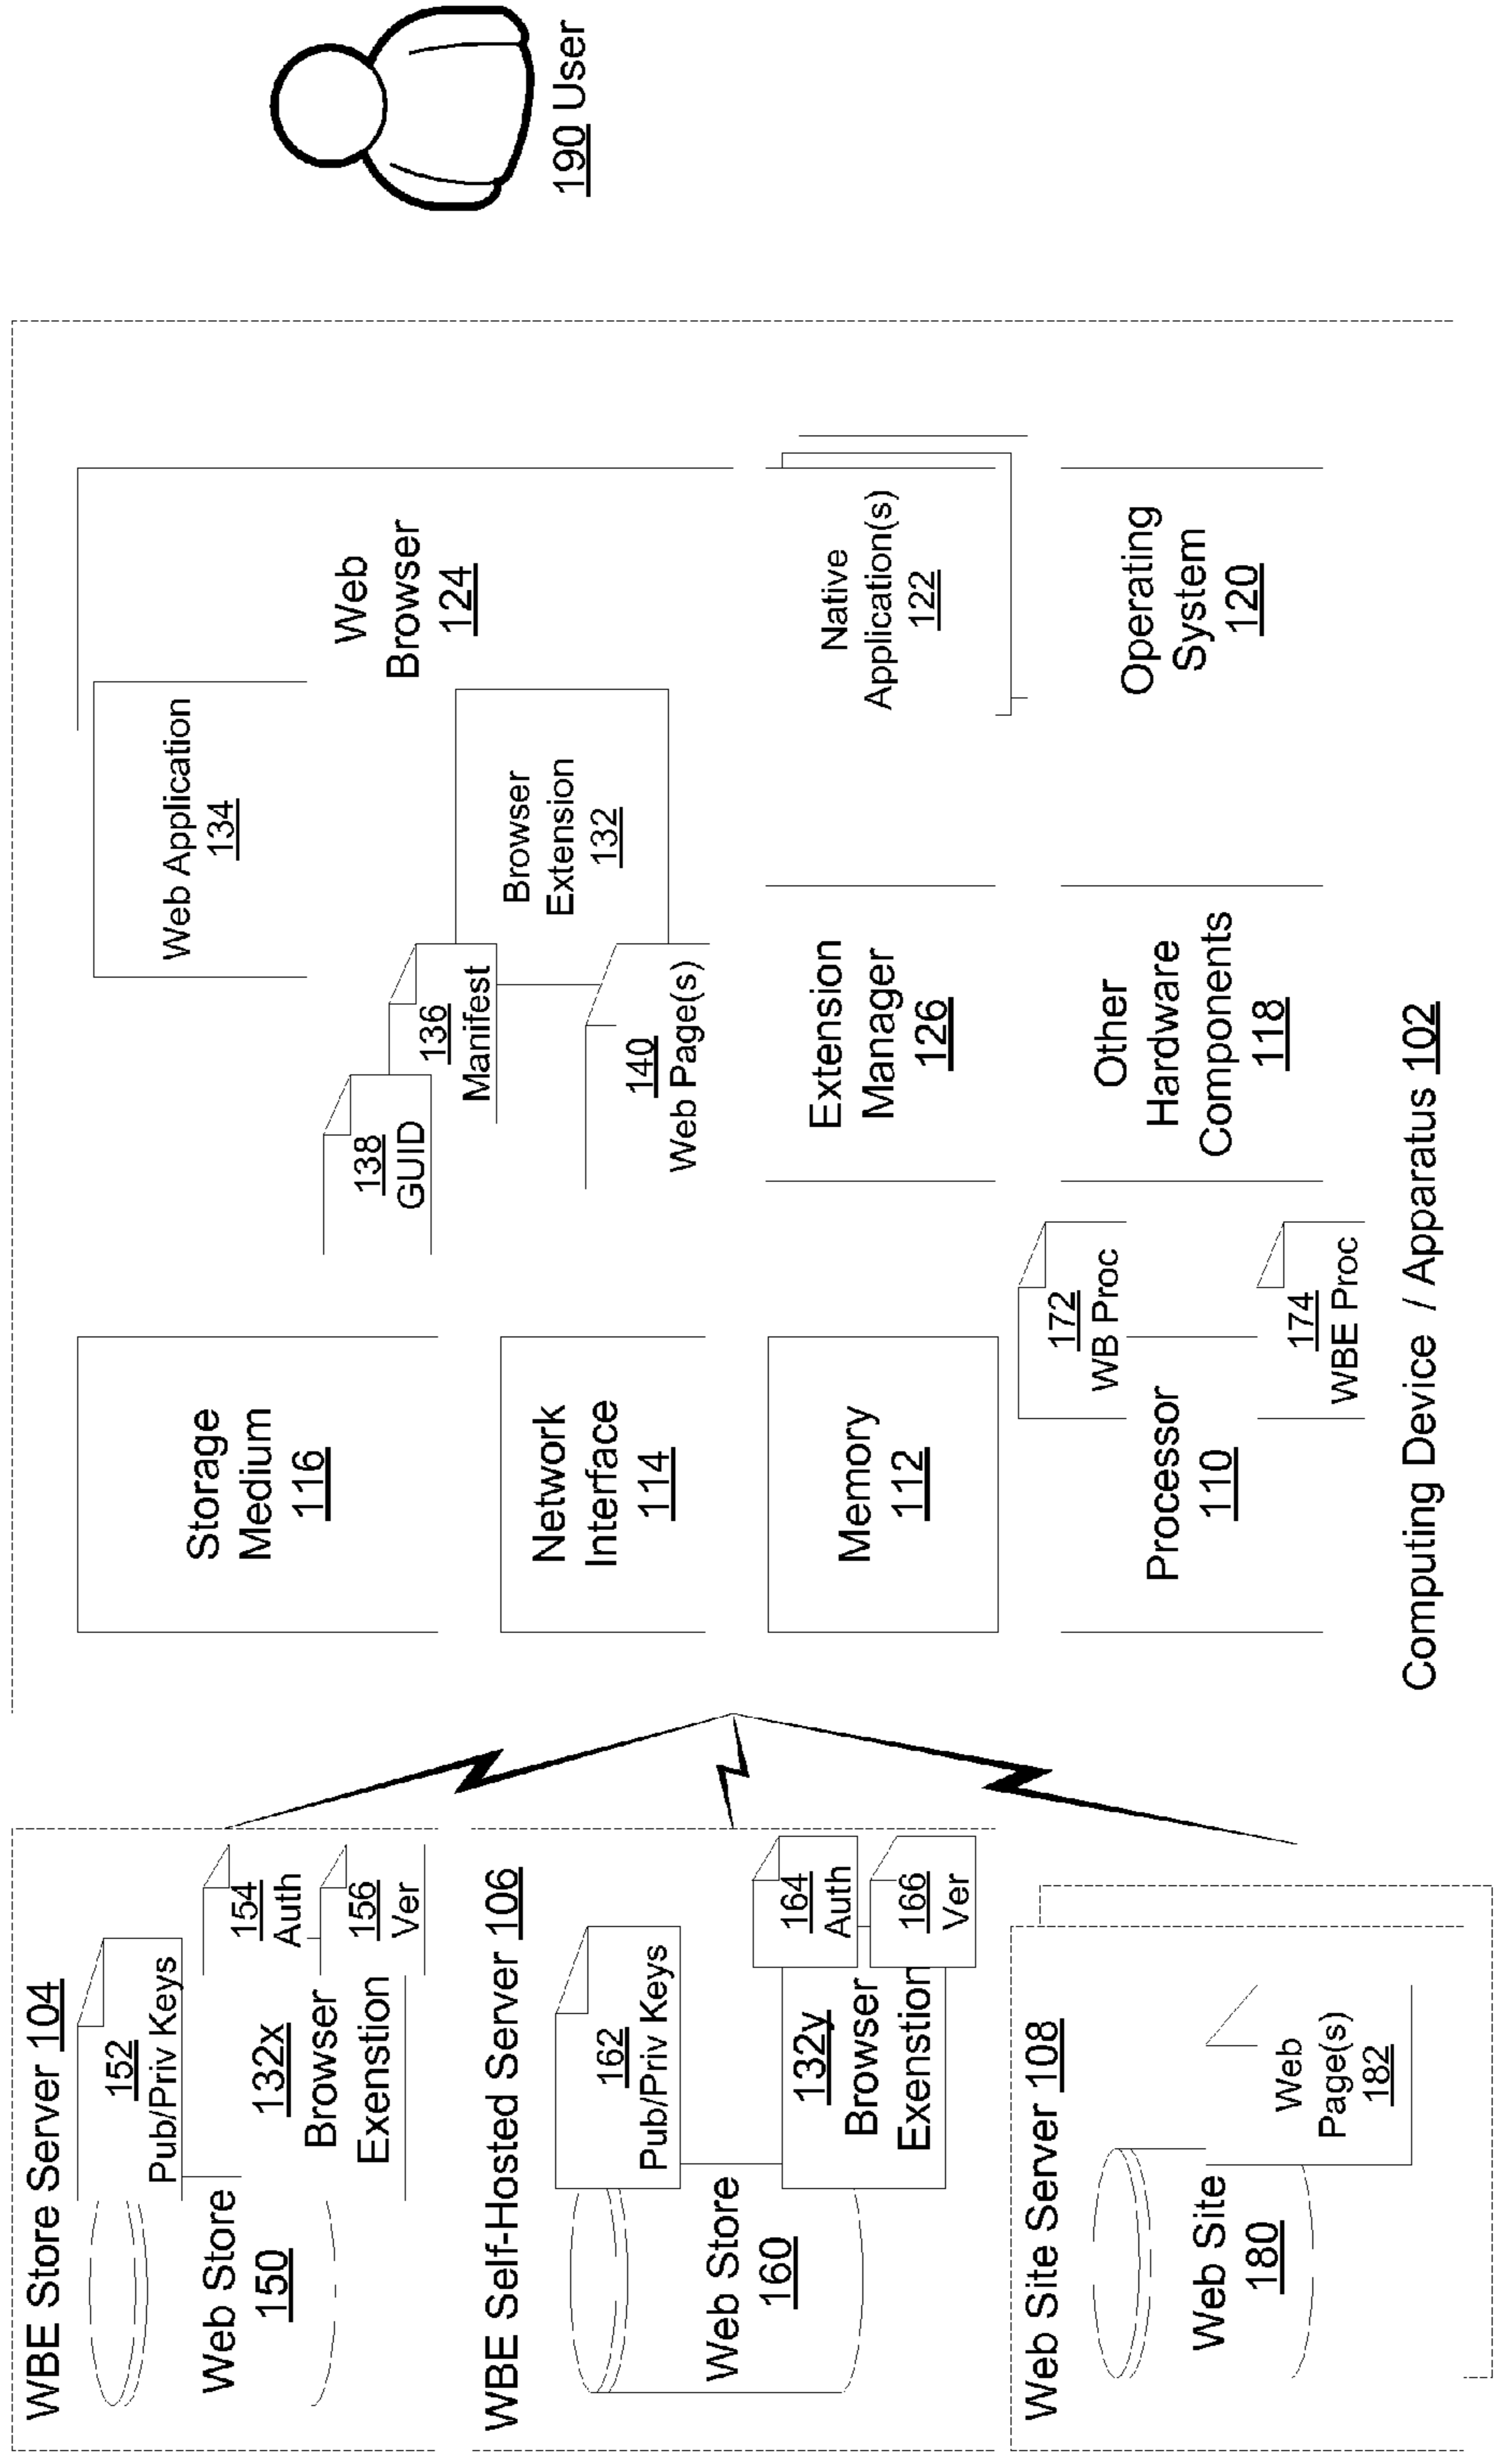 WBE Store Server 104
152
Pub/Priv Keys
154
Auth
156
Ver
132x
Browser
Exenstion
Web Store
150
WBE Self-Hosted Server 106
162
Pub/Priv Keys
164
Auth
166
Ver
132y
Browser
Exenstion
Web Store
160
Web Site Server 108
Web
Page(s)
182
Web Site
180
Storage
Medium
116
Network
Interface
114
Memory
112
Processor
110
172
WB Proc
174
WBE Proc
138
GUID
136
Manifest
140
Web Page(s)
Web Application
134
Browser
Extension
132
Web
Browser
124
Extension
Manager
126
Native
Application(s)
122
Other
Hardware
Components
118
Operating
System
120
Computing Device / Apparatus 102
190 User